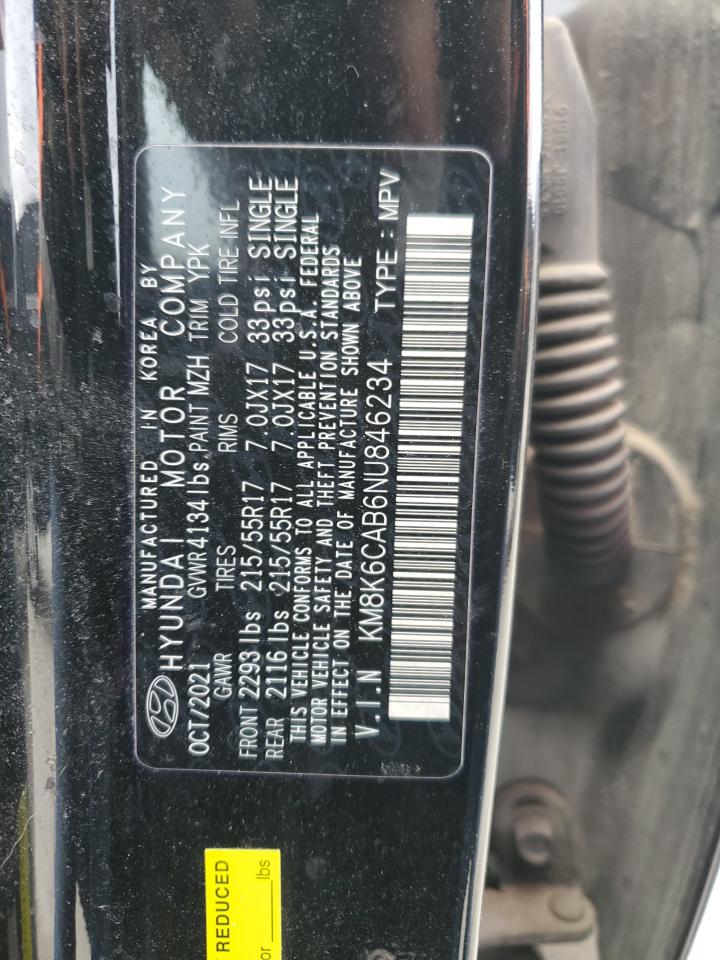 MANUFACTURED IN KOREA BY
HYUNDAI MOTOR COMPANY
OCT/2021 GVWR 4134 lbs. PAINT MZH TRIM YPK
GAWR TIRES RIMS COLD TIRE INFL
FRONT 2293 lbs 215/55R17 7.0JX17 33psi SINGLE
REAR 2116 lbs 215/55R17 7.0JX17 33psi SINGLE
THIS VEHICLE CONFORMS TO ALL APPLICABLE U.S.A. FEDERAL
MOTOR VEHICLE SAFETY AND THEFT PREVENTION STANDARDS
IN EFFECT ON THE DATE OF MANUFACTURE SHOWN ABOVE
V.I.N KM8K6CAB6NU846234 TYPE : MPV
REDUCED
or ____lbs